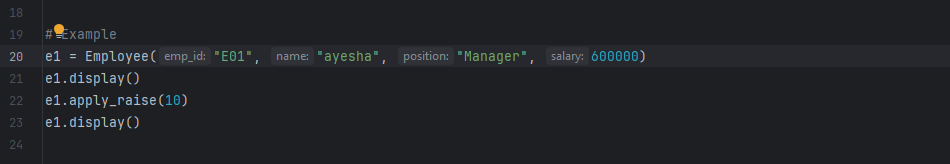 18
19 # Example
20 e1 = Employee( emp_id: "E01", name: "ayesha", position: "Manager", salary: 600000)
21 e1.display()
22 e1.apply_raise(10)
23 e1.display()
24